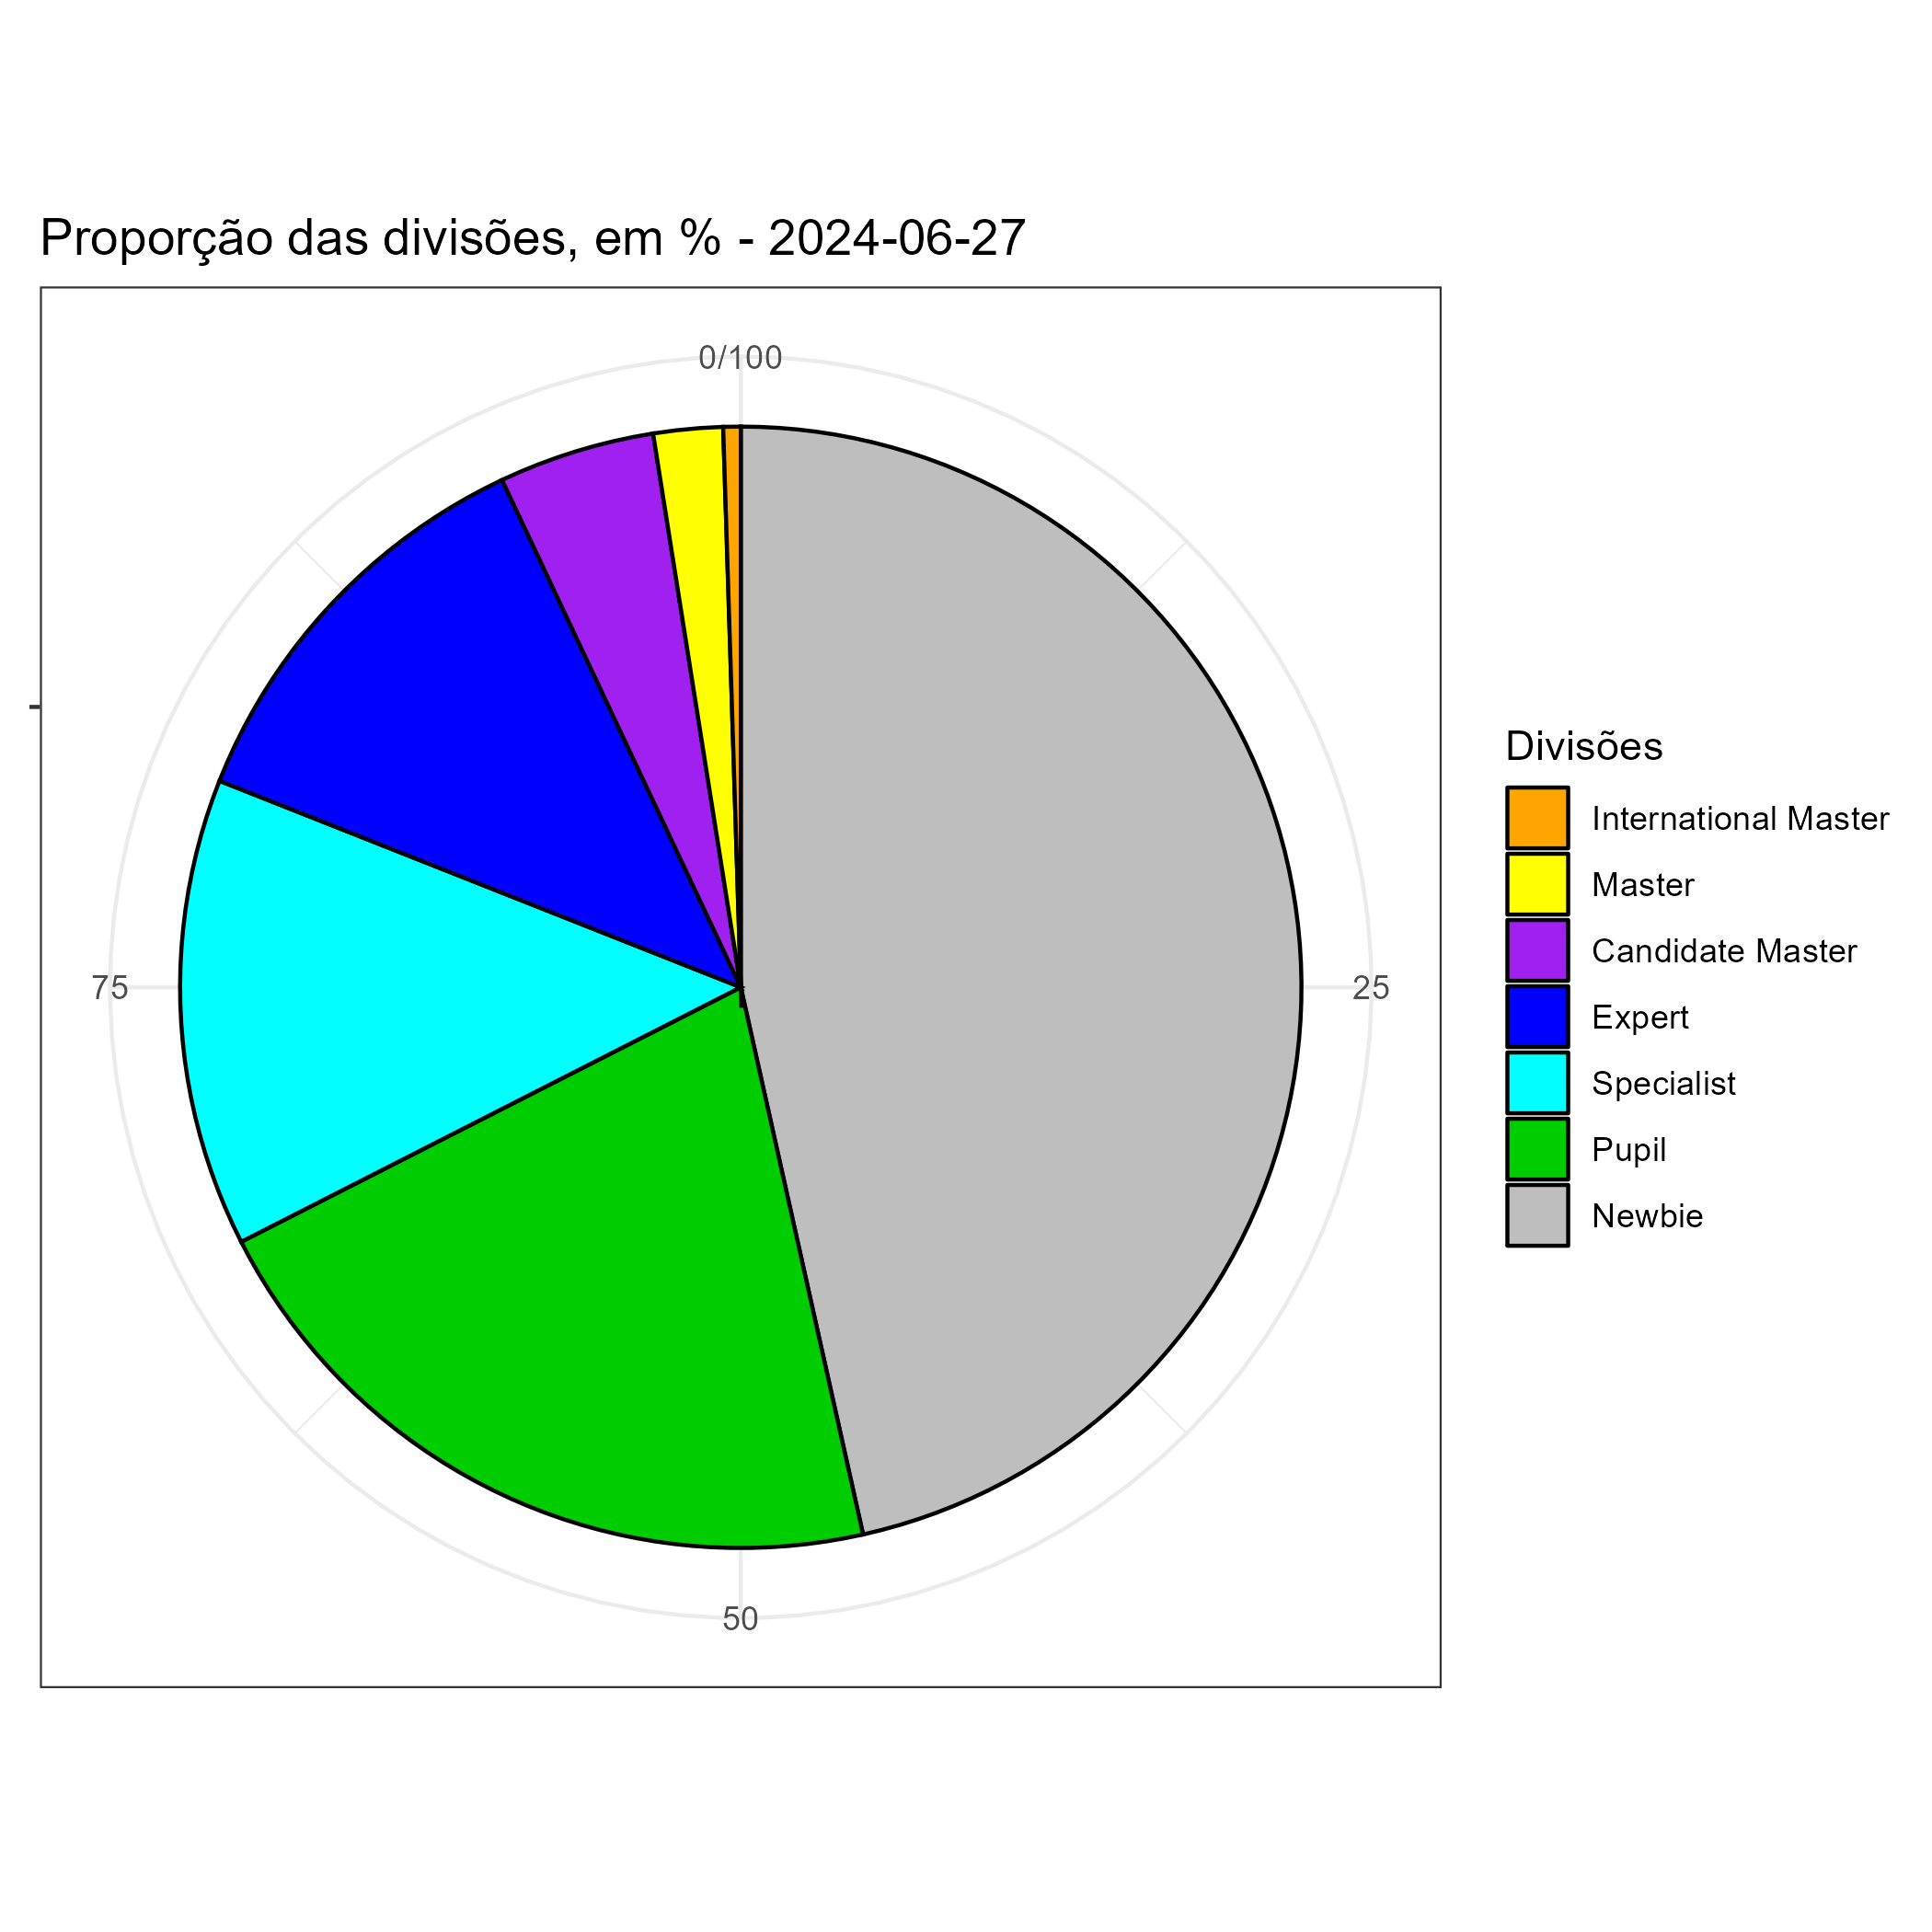 Proporção das divisões, em % - 2024-06-27
0/100
25
50
75
Divisões
International Master
Master
Candidate Master
Expert
Specialist
Pupil
Newbie